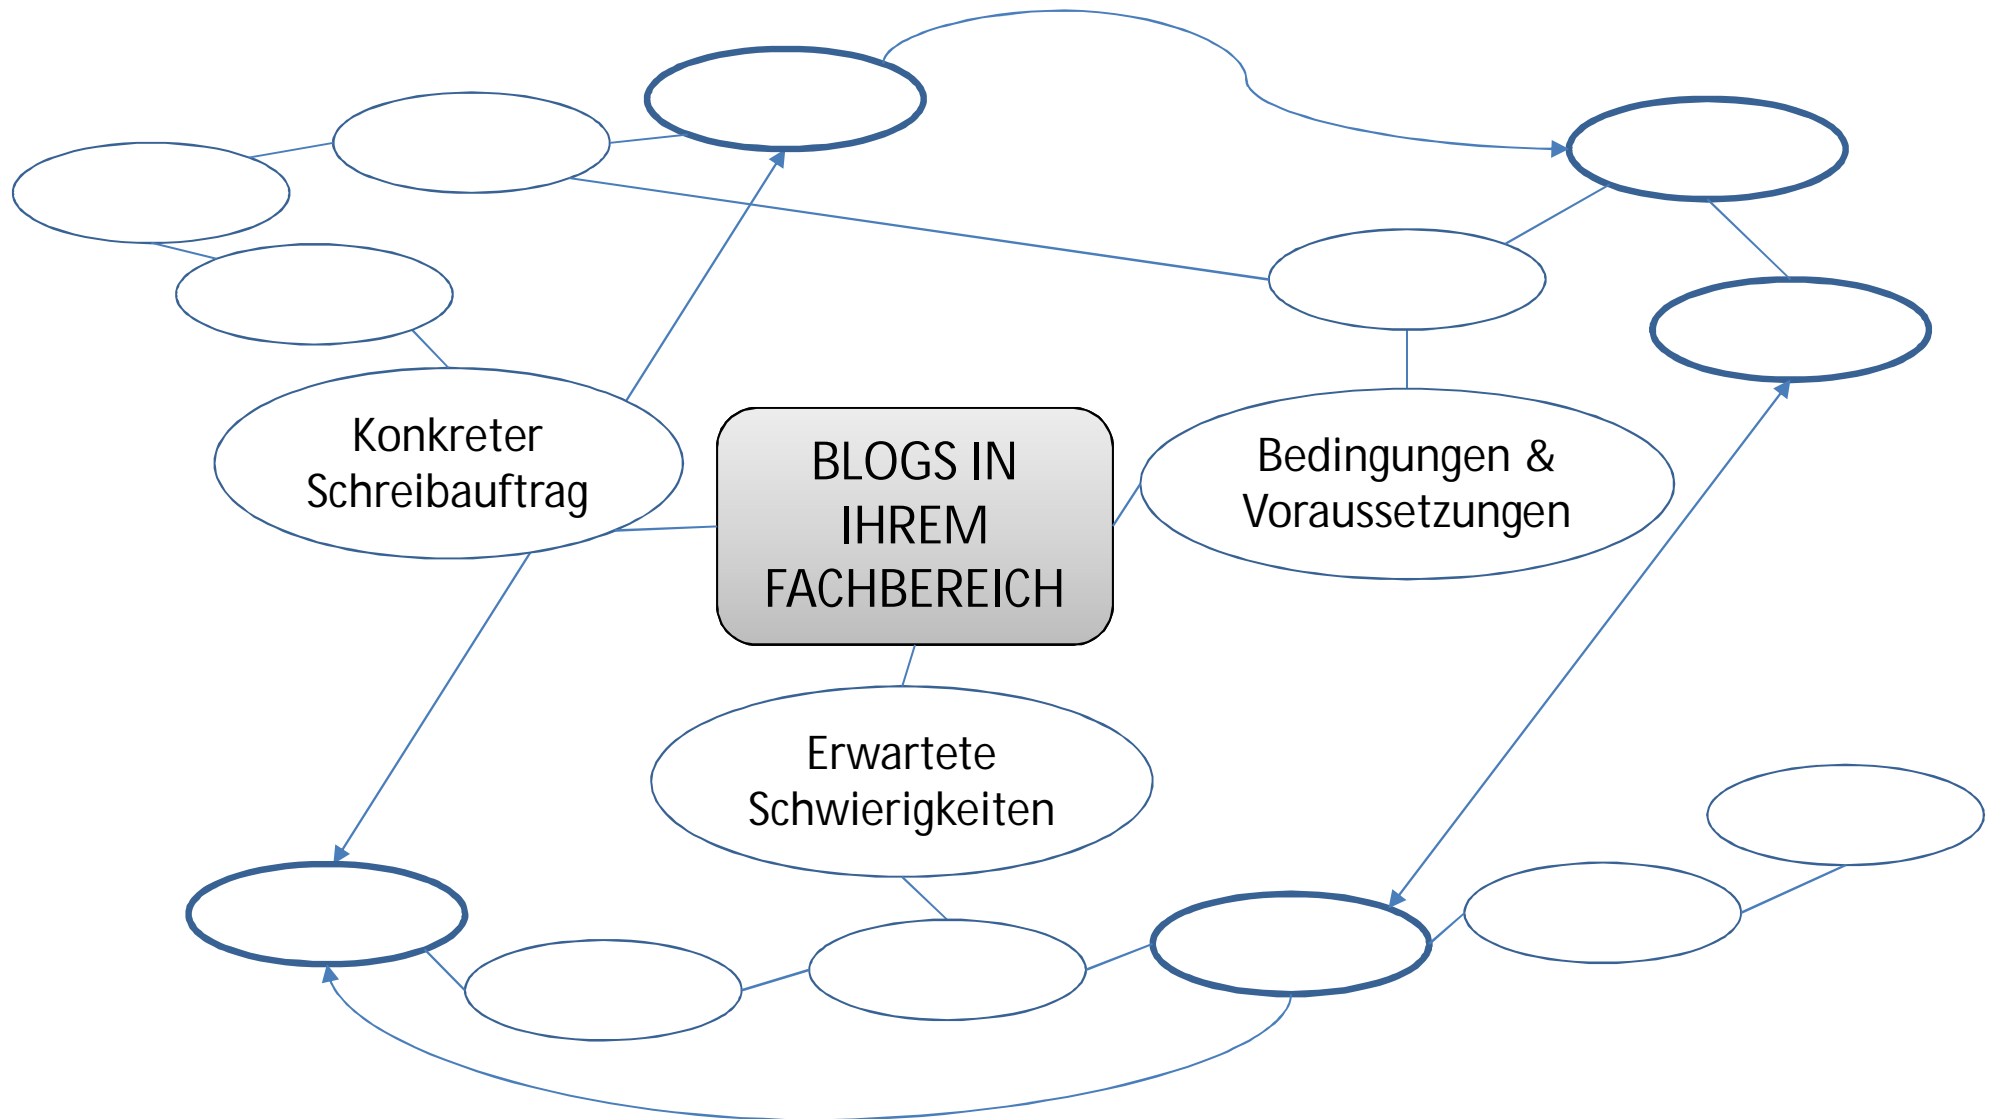 Konkreter
Schreibauftrag
BLOGS IN
IHREM
FACHBEREICH
Bedingungen &
Voraussetzungen
Erwartete
Schwierigkeiten